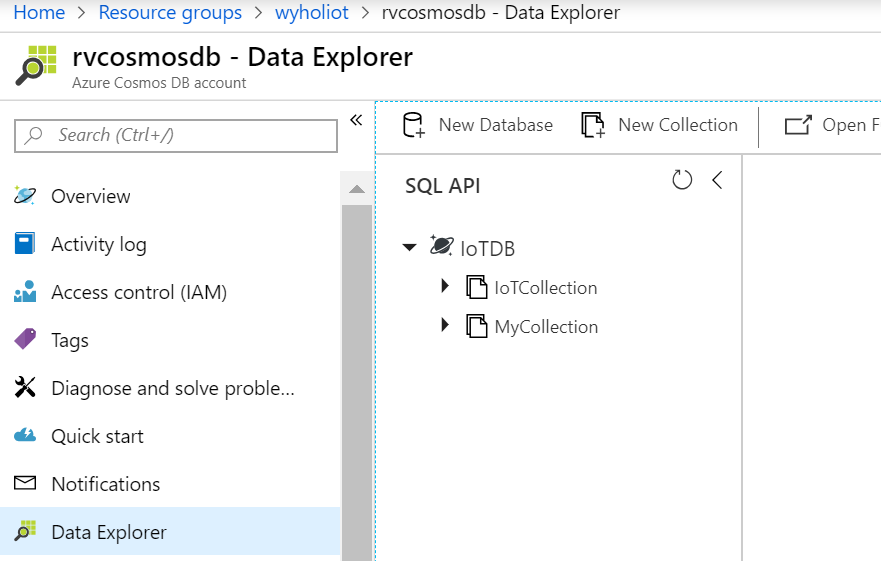 Home > Resource groups > wyholiot > rvcosmosdb - Data Explorer
rvcosmosdb - Data Explorer
Azure Cosmos DB account
Search (Ctrl+/)
«
New Database
New Collection
Open F
Overview
Activity log
Access control (IAM)
Tags
Diagnose and solve proble...
Quick start
Notifications
Data Explorer
SQL API
IoTDB
IoTCollection
MyCollection